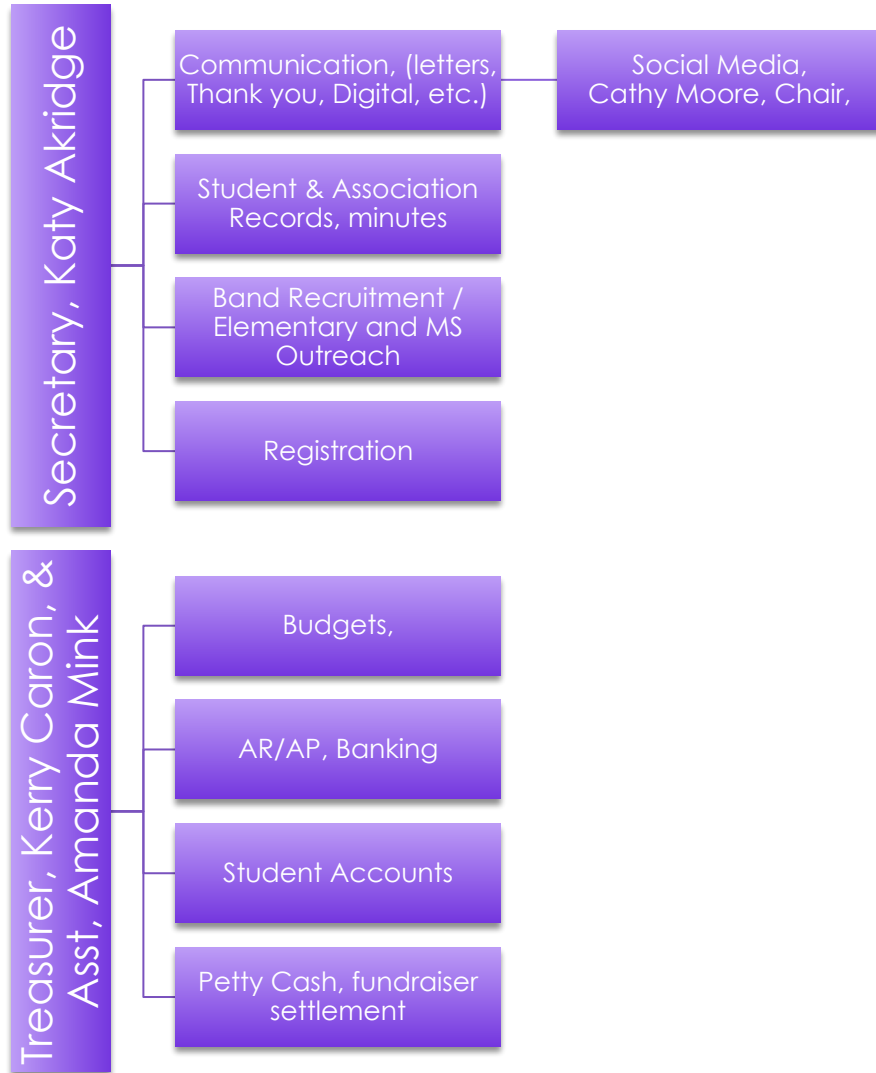 Secretary, Katy Akridge
Communication, (letters,
Thank you, Digital, etc.)
Social Media,
Cathy Moore, Chair,
Student & Association
Records, minutes
Band Recruitment /
Elementary and MS
Outreach
Registration
Treasurer, Kerry Caron, &
Asst, Amanda Mink
Budgets,
AR/AP, Banking
Student Accounts
Petty Cash, fundraiser
settlement